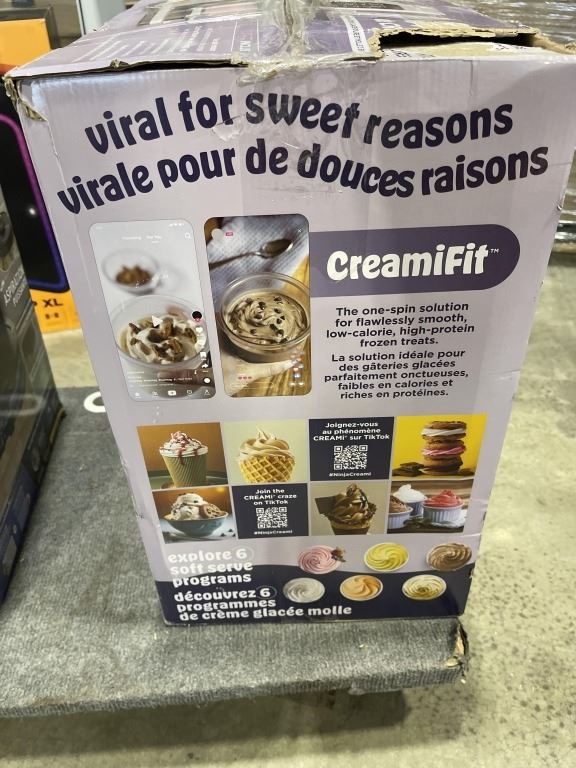 viral for sweet reasons
virale pour de douces raisons
CreamiFit™
The one-spin solution
for flawlessly smooth,
low-calorie, high-protein
frozen treats.
La solution idéale pour
des gâteries glacées
parfaitement onctueuses,
faibles en calories et
riches en protéines.
Joignez-vous
au phénomène
CREAMi® sur TikTok
#NinjaCreami
Join the
CREAMi® craze
on TikTok
#NinjaCreami
explore 6
soft serve
programs
découvrez 6
programmes
de crème glacée molle
XL